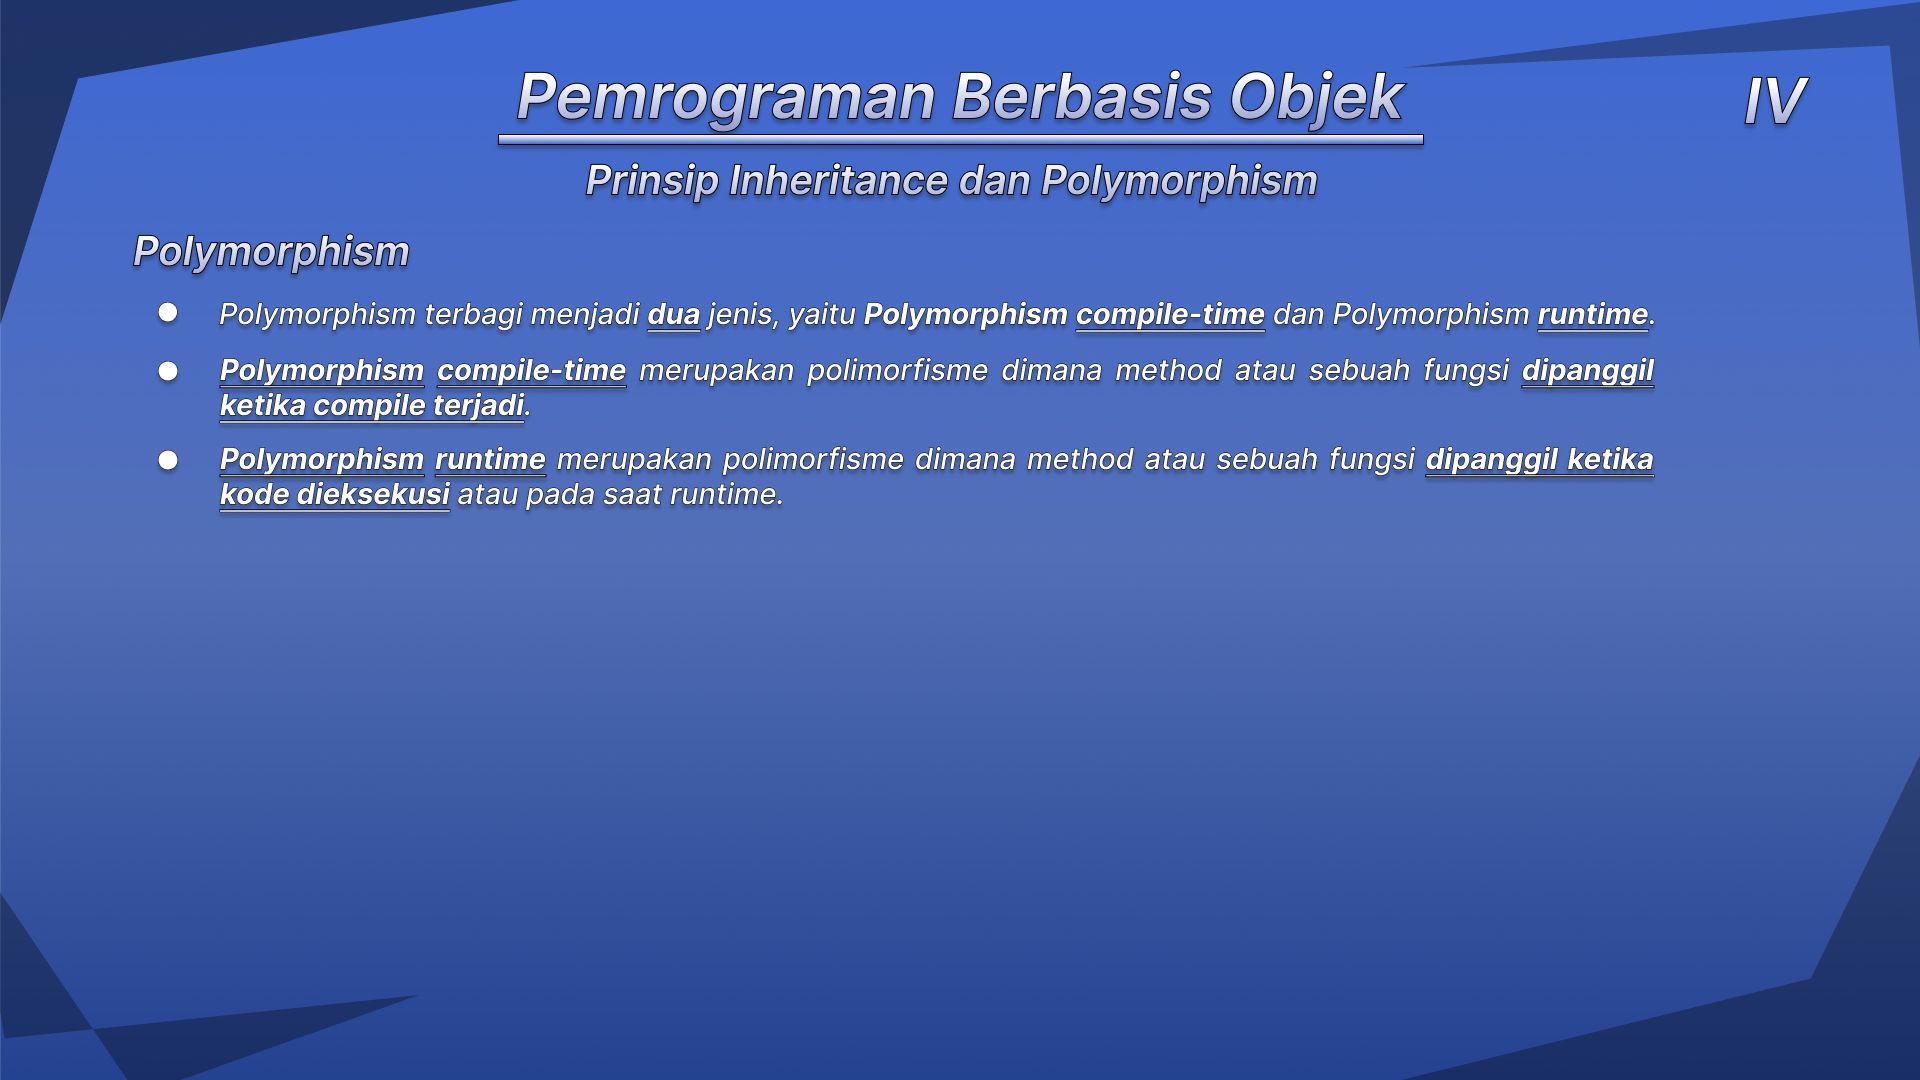 Pemrograman Berbasis Objek
IV
Prinsip Inheritance dan Polymorphism
Polymorphism
● Polymorphism terbagi menjadi dua jenis, yaitu Polymorphism compile-time dan Polymorphism runtime.
● Polymorphism compile-time merupakan polimorfisme dimana method atau sebuah fungsi dipanggil
ketika compile terjadi.
● Polymorphism runtime merupakan polimorfisme dimana method atau sebuah fungsi dipanggil ketika
kode dieksekusi atau pada saat runtime.